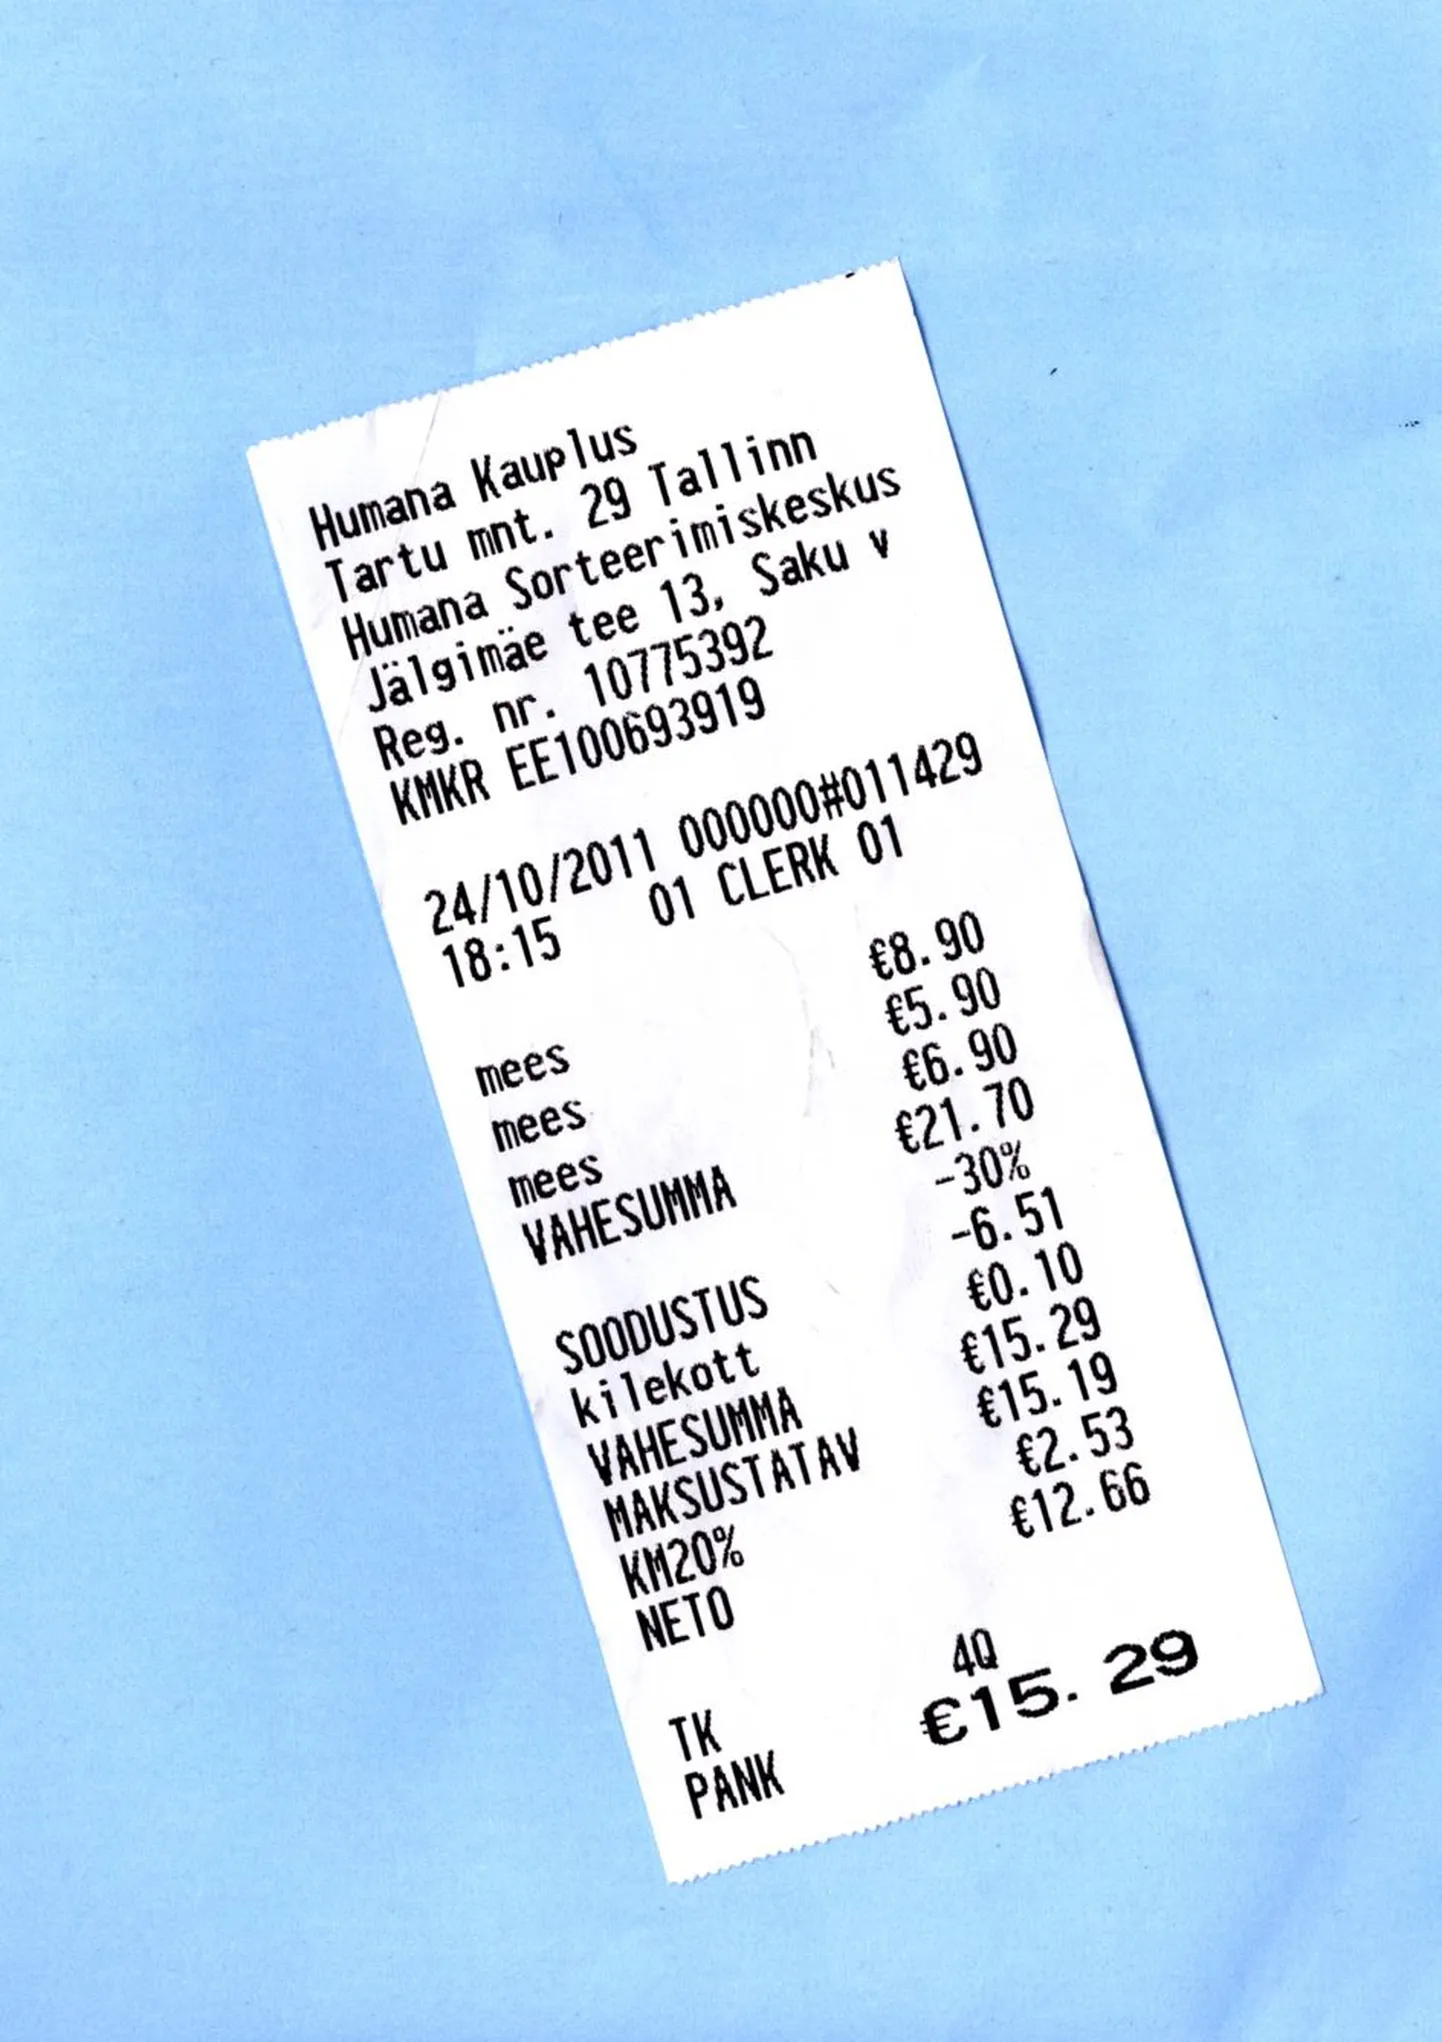 Humana Kauplus
Tartu mnt. 29 Tallinn
Humana Sorteerimiskeskus
Jälgimäe tee 13, Saku v
Reg. nr. 10775392
KMKR EE100693919
24/10/2011 000000#011429
18:15 01 CLERK 01
mees €8.90
mees €5.90
mees €6.90
VAHESUMMA €21.70
-30%
SOODUSTUS -6.51
kilekott €0.10
VAHESUMMA €15.29
MAKSUSTATAV €15.19
KM20% €2.53
NETO €12.66
TK 4Q
PANK €15.29